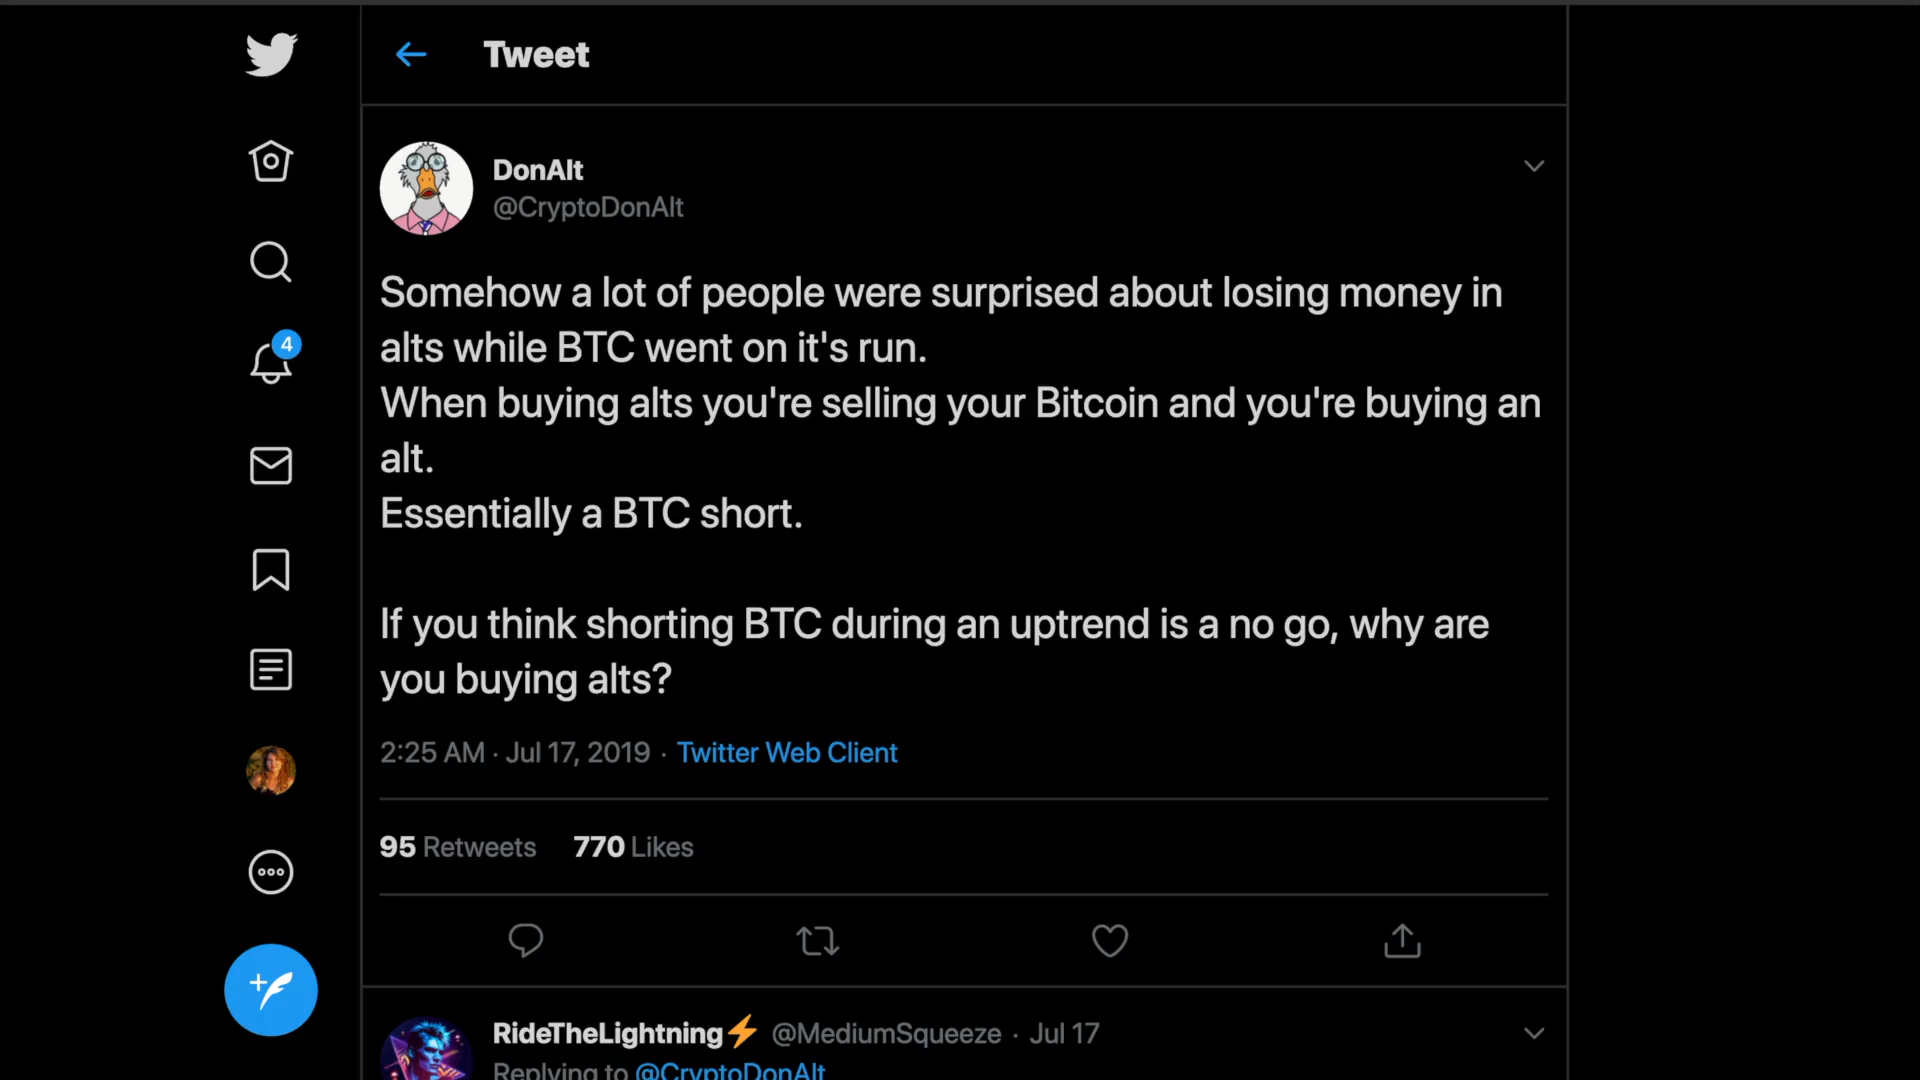 Tweet
DonAlt
@CryptoDonAlt
Somehow a lot of people were surprised about losing money in
alts while BTC went on it's run.
When buying alts you're selling your Bitcoin and you're buying an
alt.
Essentially a BTC short.
If you think shorting BTC during an uptrend is a no go, why are
you buying alts?
2:25 AM · Jul 17, 2019 · Twitter Web Client
95 Retweets 770 Likes
4
RideTheLightning⚡ @MediumSqueeze · Jul 17
Replying to @CryptoDonAlt